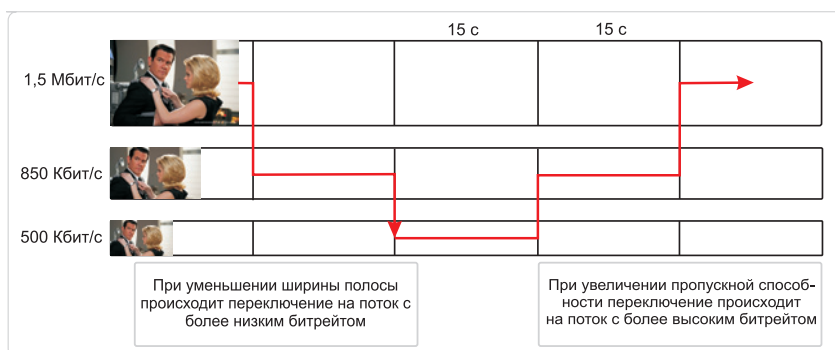 15 с
15 с
1,5 Мбит/с
850 Кбит/с
500 Кбит/с
При уменьшении ширины полосы
происходит переключение на поток с
более низким битрейтом
При увеличении пропускной способ-
ности переключение происходит
на поток с более высоким битрейтом